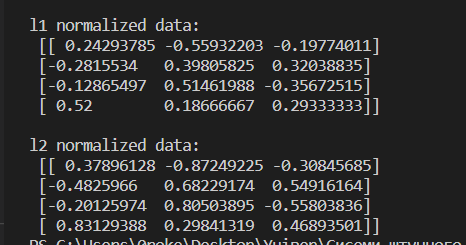 l1 normalized data:
[[ 0.24293785 -0.55932203 -0.19774011]
[-0.2815534 0.39805825 0.32038835]
[-0.12865497 0.51461988 -0.35672515]
[ 0.52 0.18666667 0.29333333]]
l2 normalized data:
[[ 0.37896128 -0.87249225 -0.30845685]
[-0.4825966 0.68229174 0.54916164]
[-0.20125974 0.80503895 -0.55803836]
[ 0.83129388 0.29841319 0.46893501]]